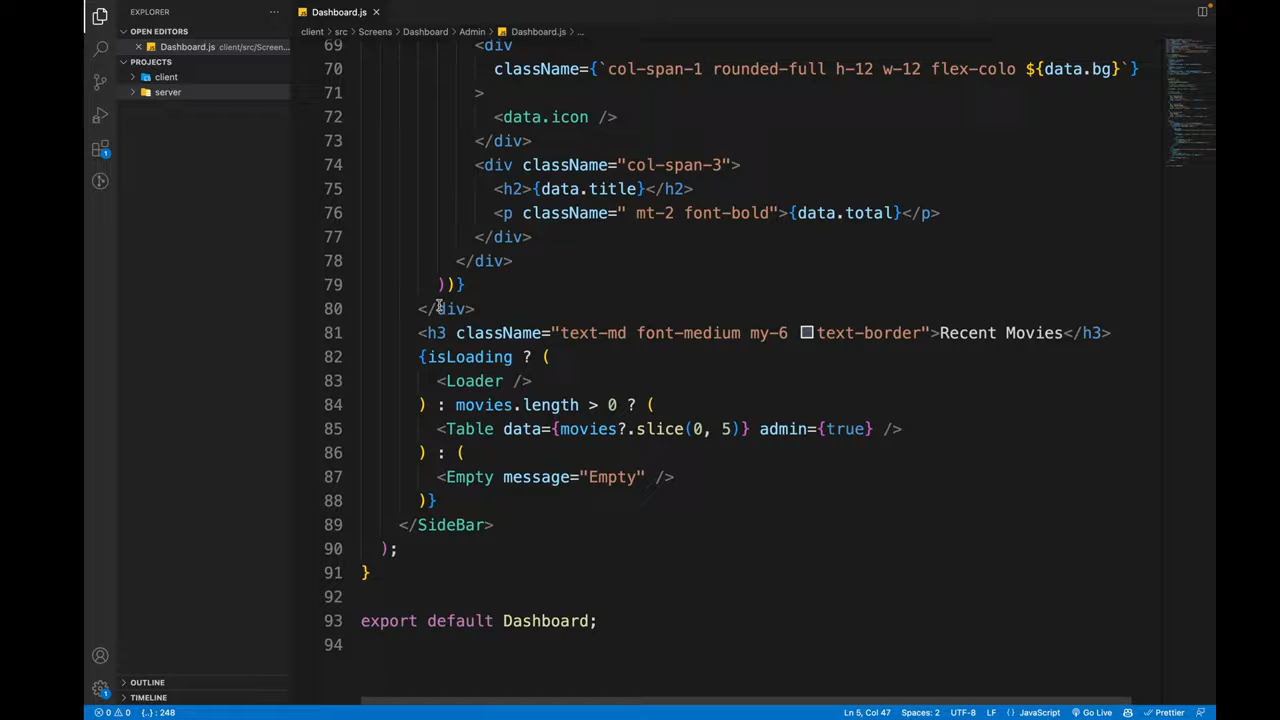 EXPLORER
Dashboard.js
OPEN EDITORS
Dashboard.js client/src/Screen...
PROJECTS
client
server
client > src > Screens > Dashboard > Admin > Dashboard.js > ...
69 <div
70 className={`col-span-1 rounded-full h-12 w-12 flex-colo ${data.bg}`}
71 >
72 <data.icon />
73 </div>
74 <div className="col-span-3">
75 <h2>{data.title}</h2>
76 <p className=" mt-2 font-bold">{data.total}</p>
77 </div>
78 </div>
79 ))}
80 </div>
81 <h3 className="text-md font-medium my-6 text-border">Recent Movies</h3>
82 {isLoading ? (
83 <Loader />
84 ) : movies.length > 0 ? (
85 <Table data={movies?.slice(0, 5)} admin={true} />
86 ) : (
87 <Empty message="Empty" />
88 )}
89 </SideBar>
90 );
91 }
92
93 export default Dashboard;
94
1
OUTLINE
1
TIMELINE
0 0 {..} : 248
Ln 5, Col 47
Spaces: 2
UTF-8
LF
{} JavaScript
Go Live
Prettier